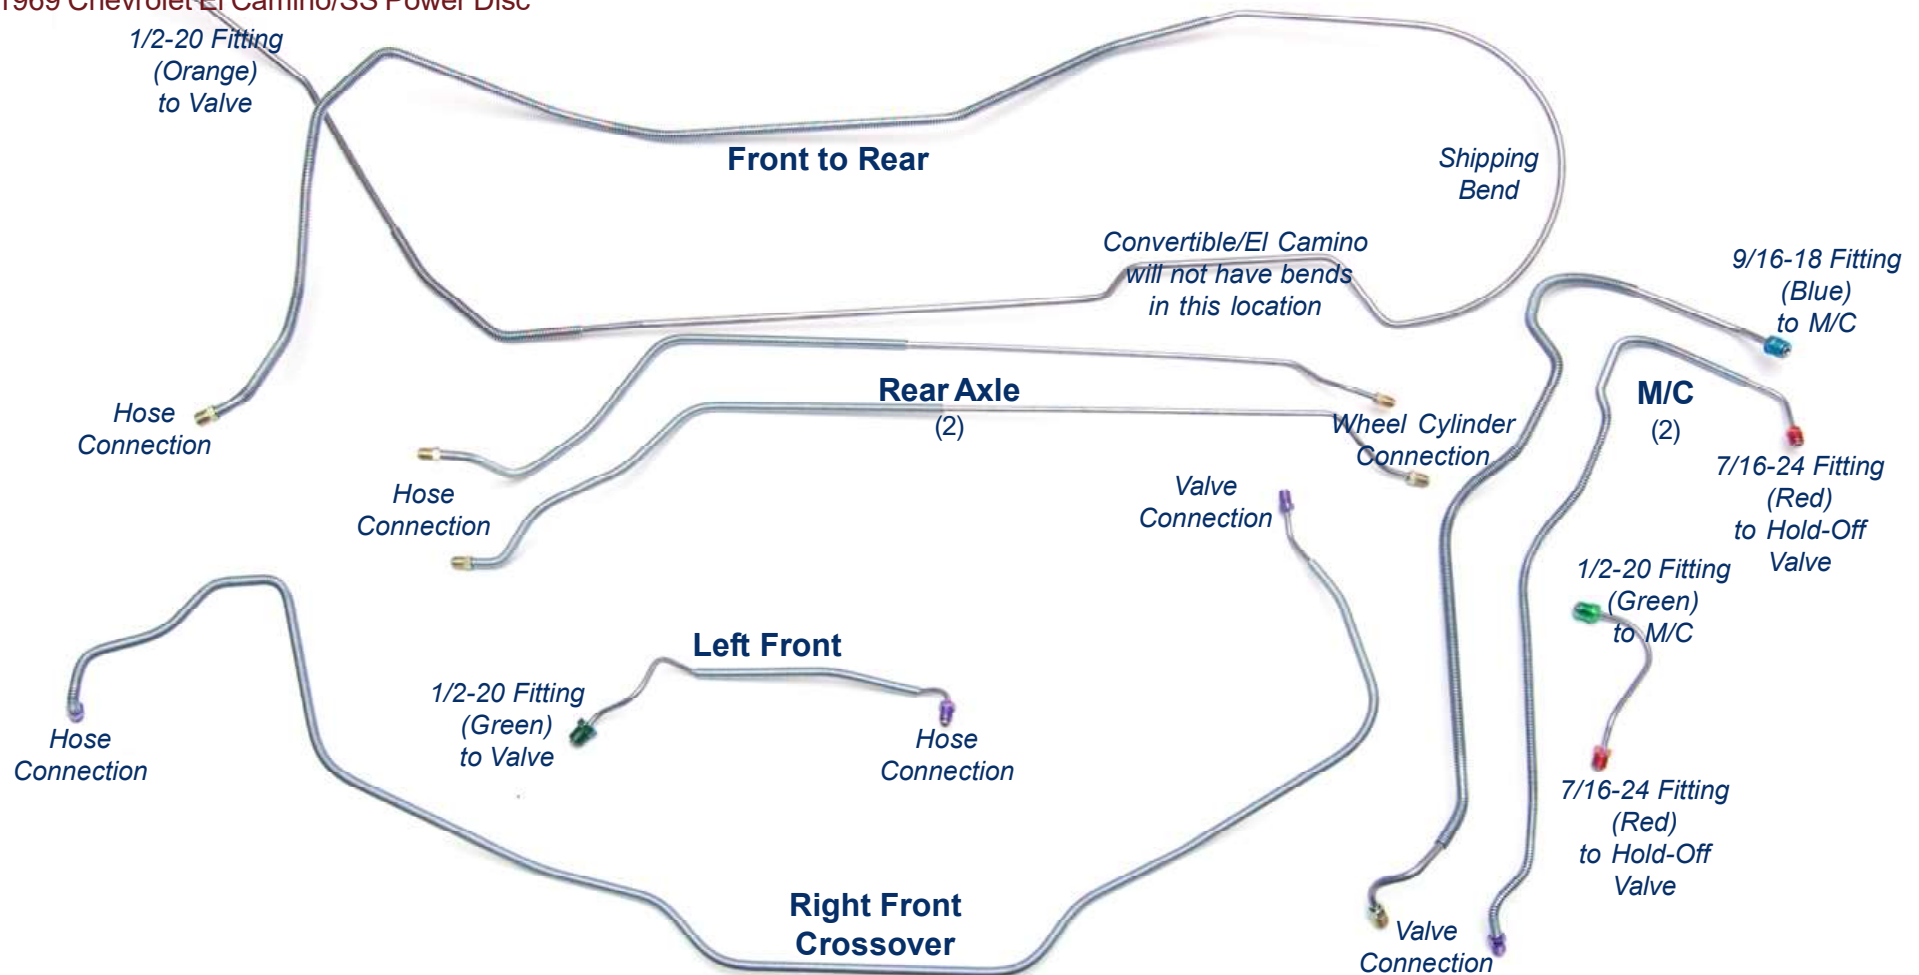 1969 Chevrolet El Camino/SS Power Disc
1/2-20 Fitting
(Orange)
to Valve
Front to Rear
Shipping
Bend
Convertible/El Camino
will not have bends
in this location
9/16-18 Fitting
(Blue)
to M/C
Hose
Connection
Rear Axle
(2)
Wheel Cylinder
Connection
M/C
(2)
7/16-24 Fitting
(Red)
to Hold-Off
Valve
Hose
Connection
Valve
Connection
1/2-20 Fitting
(Green)
to M/C
Left Front
1/2-20 Fitting
(Green)
to Valve
Hose
Connection
Hose
Connection
7/16-24 Fitting
(Red)
to Hold-Off
Valve
Right Front
Crossover
Valve
Connection